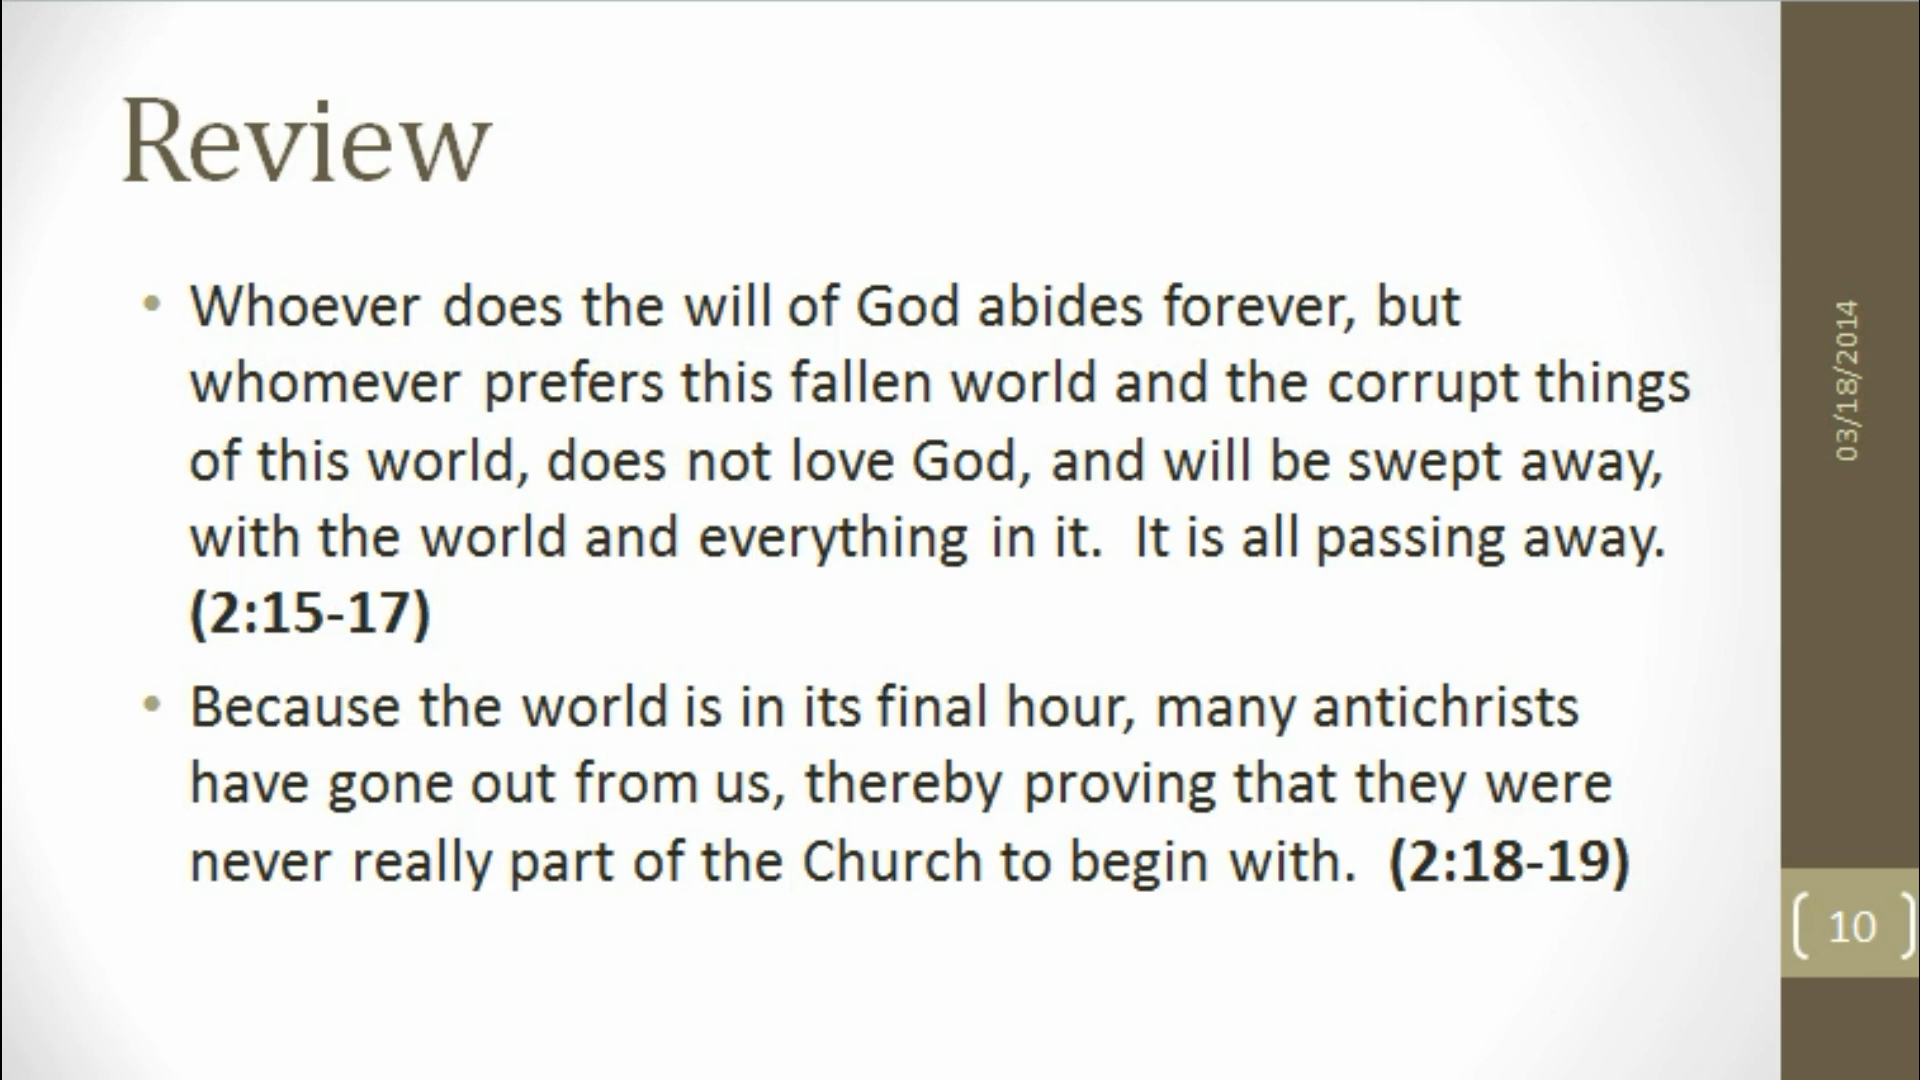 Review
• Whoever does the will of God abides forever, but
whomever prefers this fallen world and the corrupt things
of this world, does not love God, and will be swept away,
with the world and everything in it.  It is all passing away.
(2:15-17)
• Because the world is in its final hour, many antichrists
have gone out from us, thereby proving that they were
never really part of the Church to begin with.  (2:18-19)
03/18/2014
10